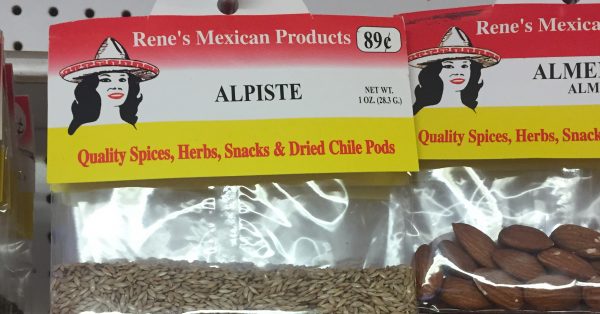 Rene's Mexican Products 89¢
ALPISTE
NET WT.
1 OZ. (28.3 G.)
Quality Spices, Herbs, Snacks & Dried Chile Pods
Rene's Mexica
ALME
ALM
Quality Spices, Herbs, Snack